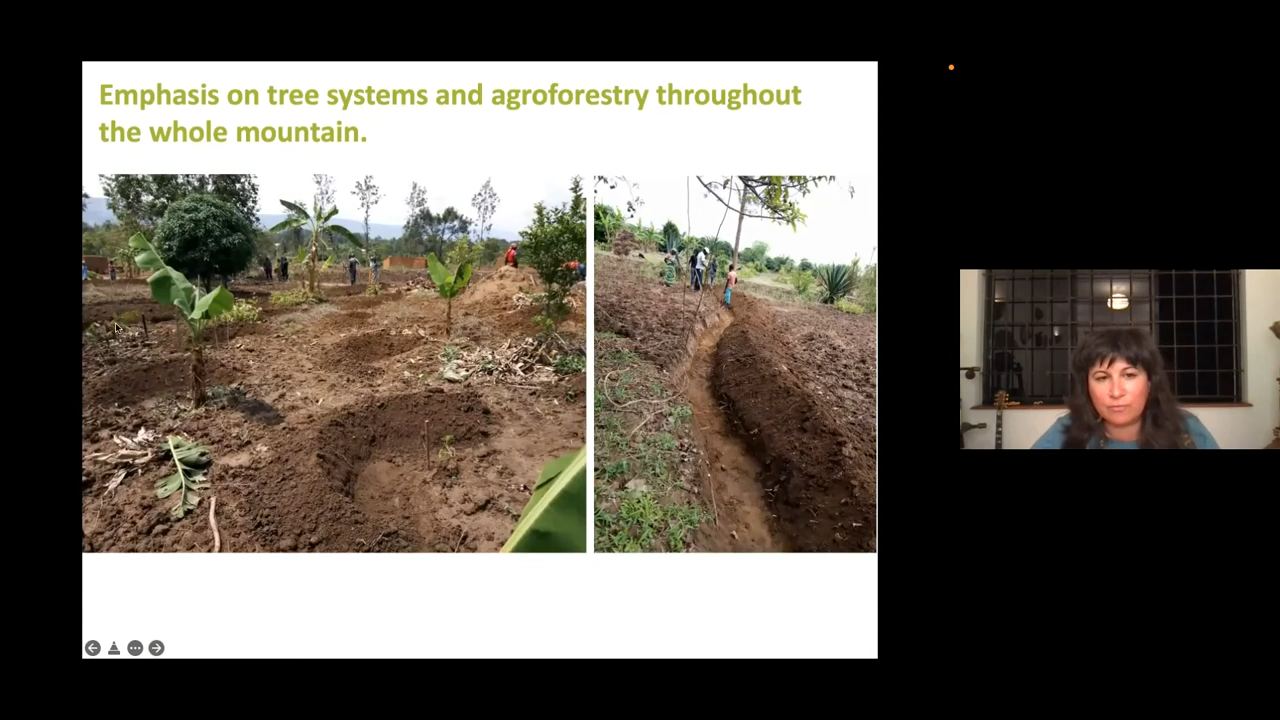 Emphasis on tree systems and agroforestry throughout
the whole mountain.